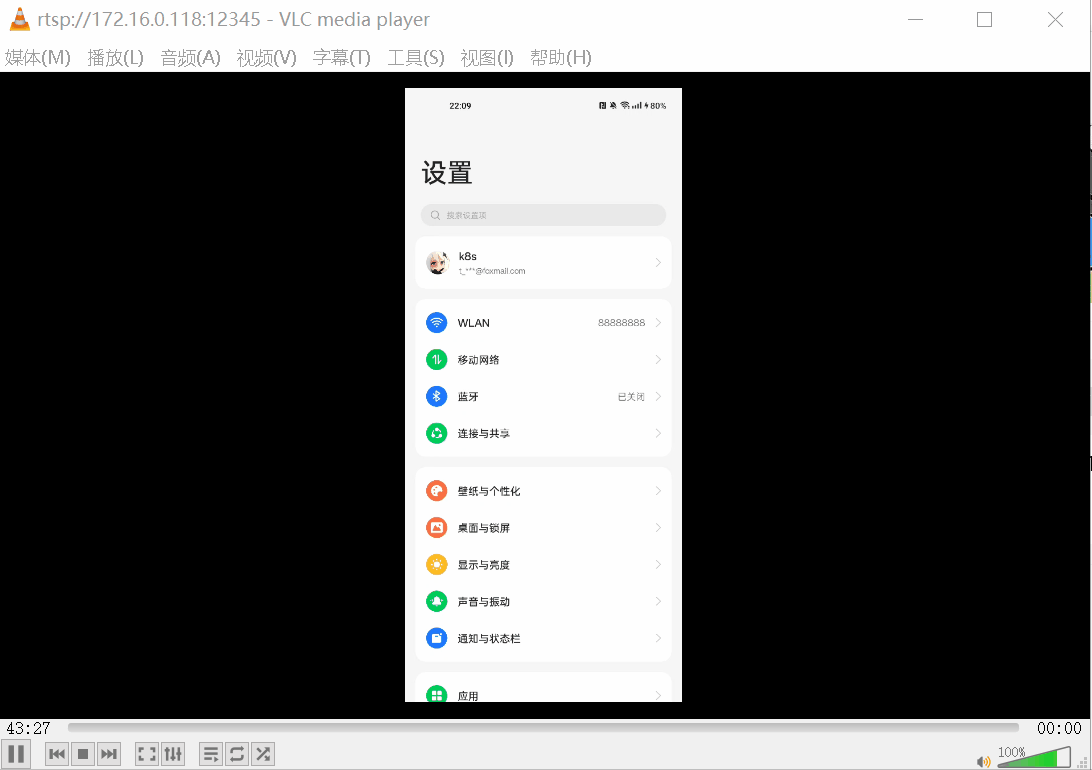 rtsp://172.16.0.118:12345 - VLC media player
媒体(M) 播放(L) 音频(A) 视频(V) 字幕(T) 工具(S) 视图(I) 帮助(H)
22:09 80%
设置
搜索设置项
k8s
t_***@foxmail.com
WLAN 88888888
移动网络
蓝牙 已关闭
连接与共享
壁纸与个性化
桌面与锁屏
显示与亮度
声音与振动
通知与状态栏
应用
43:27 00:00
100%